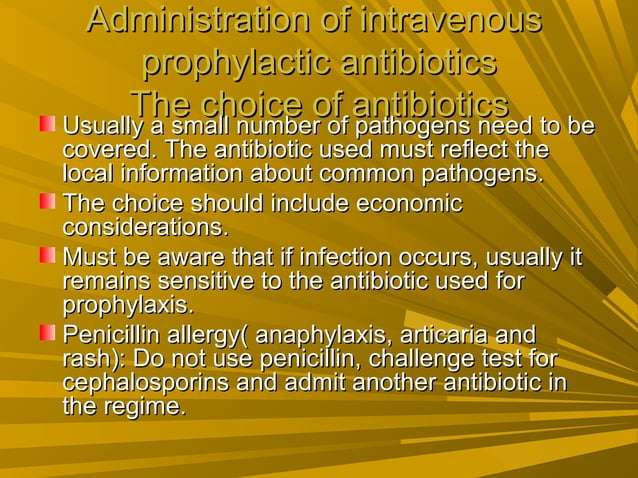 Administration of intravenous
prophylactic antibiotics
The choice of antibiotics
Usually a small number of pathogens need to be
covered. The antibiotic used must reflect the
local information about common pathogens.
The choice should include economic
considerations.
Must be aware that if infection occurs, usually it
remains sensitive to the antibiotic used for
prophylaxis.
Penicillin allergy( anaphylaxis, articaria and
rash): Do not use penicillin, challenge test for
cephalosporins and admit another antibiotic in
the regime.